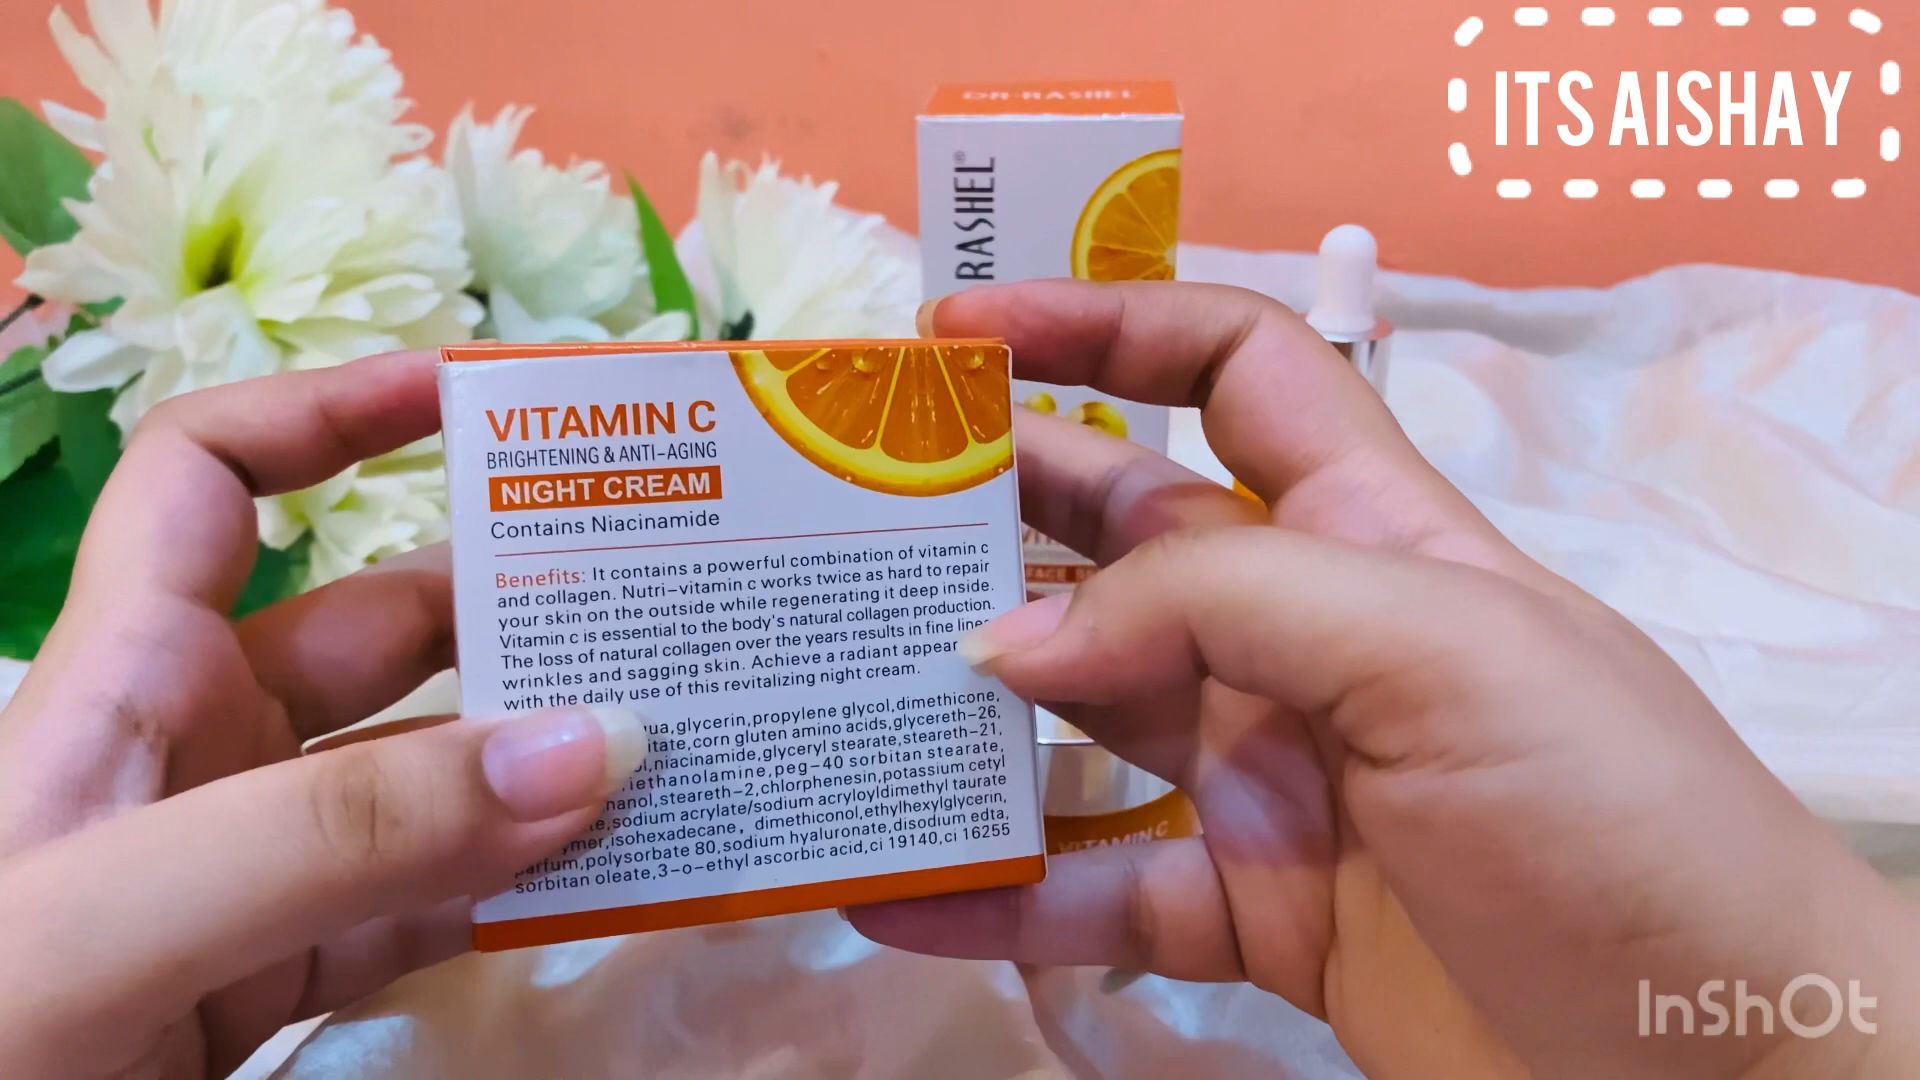 ITS AISHAY
DR·RASHEL
RASHEL®
VITAMIN C
BRIGHTENING & ANTI-AGING
NIGHT CREAM
Contains Niacinamide
Benefits: It contains a powerful combination of vitamin c
and collagen. Nutri-vitamin c works twice as hard to repair
your skin on the outside while regenerating it deep inside.
Vitamin c is essential to the body's natural collagen production.
The loss of natural collagen over the years results in fine
wrinkles and sagging skin. Achieve a radiant
with the daily use of this revitalizing night cream.
glycerin,propylene glycol,dimethicone,
corn gluten amino acids,glycereth-26,
niacinamide,glyceryl stearate,steareth-21,
peg-40 sorbitan stearate,
steareth-2,chlorphenesin,potassium cetyl
sodium acrylate/sodium acryloyldimethyl taurate
isohexadecane, dimethiconol,ethylhexylglycerin,
polysorbate 80,sodium hyaluronate,disodium edta,
sorbitan oleate,3-o-ethyl ascorbic acid,ci 19140,ci 16255
VITAMIN C
InShOt